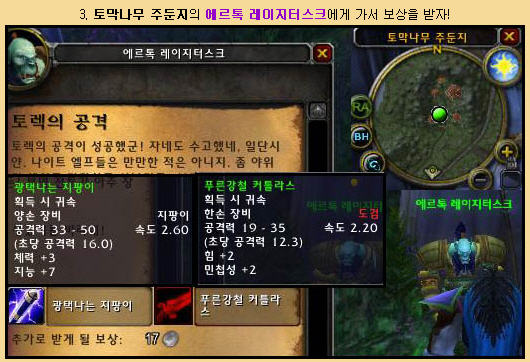 3. 토막나무 주둔지의 에르톡 레이지터스크에게 가서 보상을 받자!
에르톡 레이지터스크
토막나무 주둔지
토렉의 공격
토렉의 공격이 성공했군! 자네도 수고했네, 일단시
안. 나이트 엘프들은 만만한 적은 아니지. 좀 야위
RA
BH
광택나는 지팡이
획득 시 귀속
양손 장비 지팡이
공격력 33 - 50 속도 2.60
(초당 공격력 16.0)
체력 +3
지능 +7
푸른강철 커틀라스
획득 시 귀속
한손 장비 도검
공격력 19 - 35 속도 2.20
(초당 공격력 12.3)
힘 +2
민첩성 +2
에르톡 레이지터스크
광택나는 지팡이
푸른강철 커틀라
스
추가로 받게 될 보상: 17